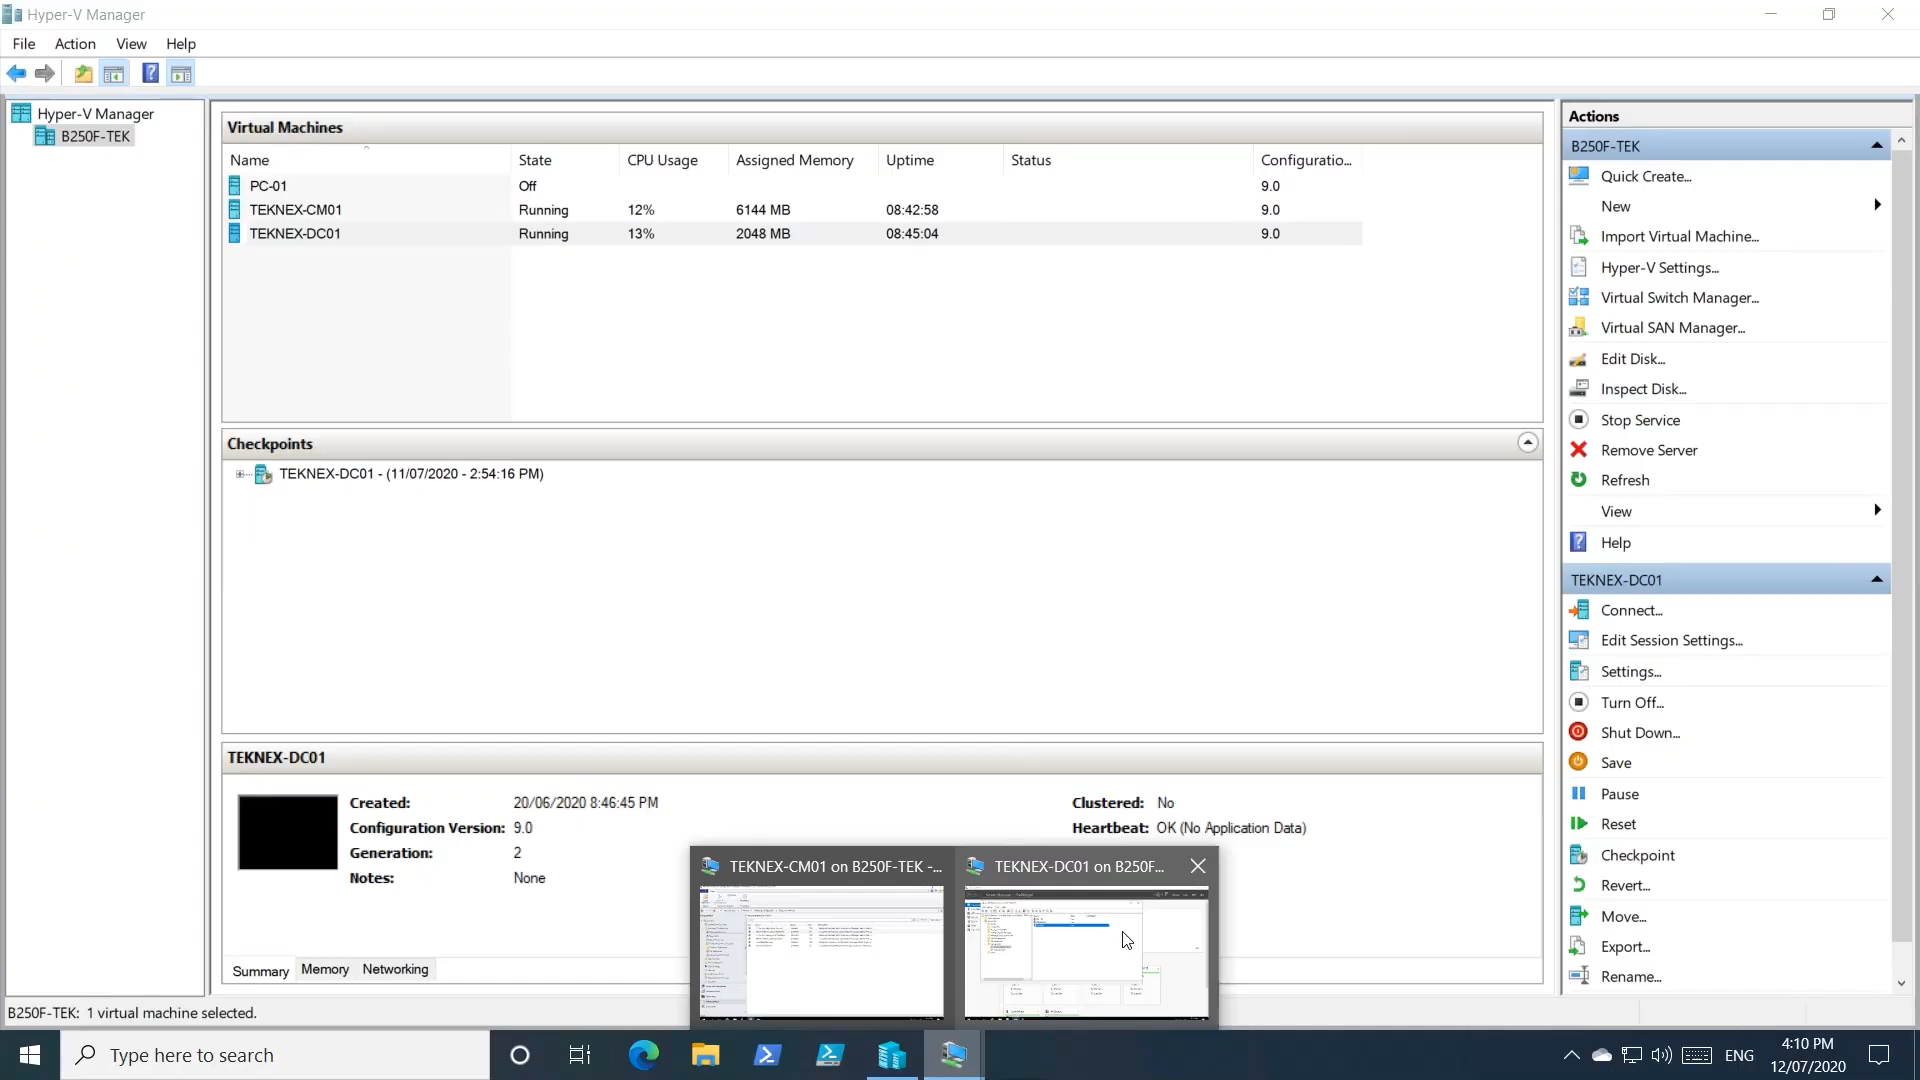 Hyper-V Manager
File Action View Help
Hyper-V Manager
B250F-TEK
Virtual Machines
Name State CPU Usage Assigned Memory Uptime Status Configuratio...
PC-01 Off 9.0
TEKNEX-CM01 Running 12% 6144 MB 08:42:58 9.0
TEKNEX-DC01 Running 13% 2048 MB 08:45:04 9.0
Checkpoints
TEKNEX-DC01 - (11/07/2020 - 2:54:16 PM)
TEKNEX-DC01
Created: 20/06/2020 8:46:45 PM Clustered: No
Configuration Version: 9.0 Heartbeat: OK (No Application Data)
Generation: 2
Notes: None
Summary Memory Networking
Actions
B250F-TEK
Quick Create...
New
Import Virtual Machine...
Hyper-V Settings...
Virtual Switch Manager...
Virtual SAN Manager...
Edit Disk...
Inspect Disk...
Stop Service
Remove Server
Refresh
View
Help
TEKNEX-DC01
Connect...
Edit Session Settings...
Settings...
Turn Off...
Shut Down...
Save
Pause
Reset
Checkpoint
Revert...
Move...
Export...
Rename...
TEKNEX-CM01 on B250F-TEK -... TEKNEX-DC01 on B250F...
B250F-TEK: 1 virtual machine selected.
Type here to search
ENG
4:10 PM
12/07/2020